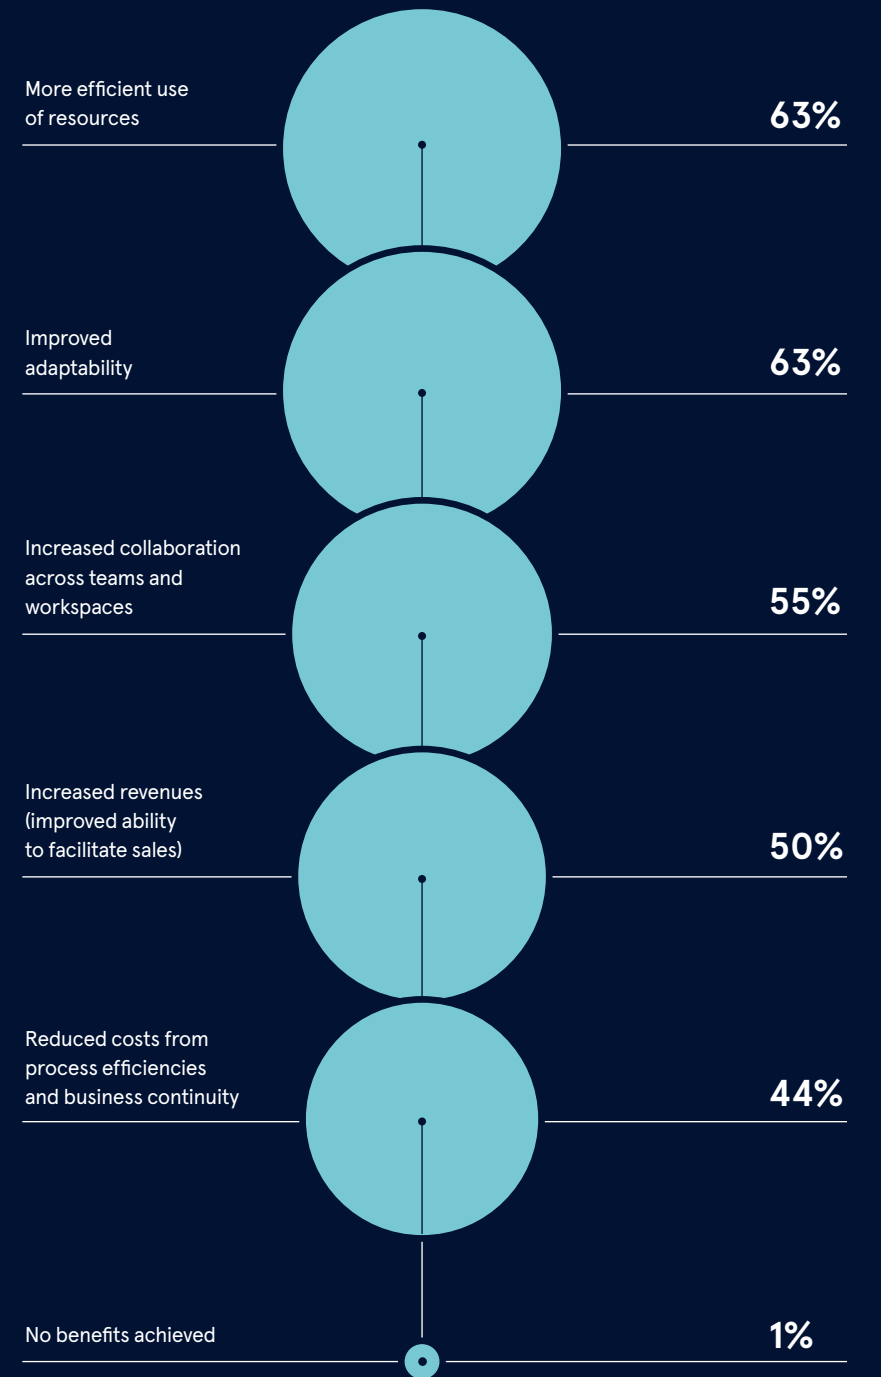 More efficient use
of resources
63%
Improved
adaptability
63%
Increased collaboration
across teams and
workspaces
55%
Increased revenues
(improved ability
to facilitate sales)
50%
Reduced costs from
process efficiencies
and business continuity
44%
No benefits achieved
1%